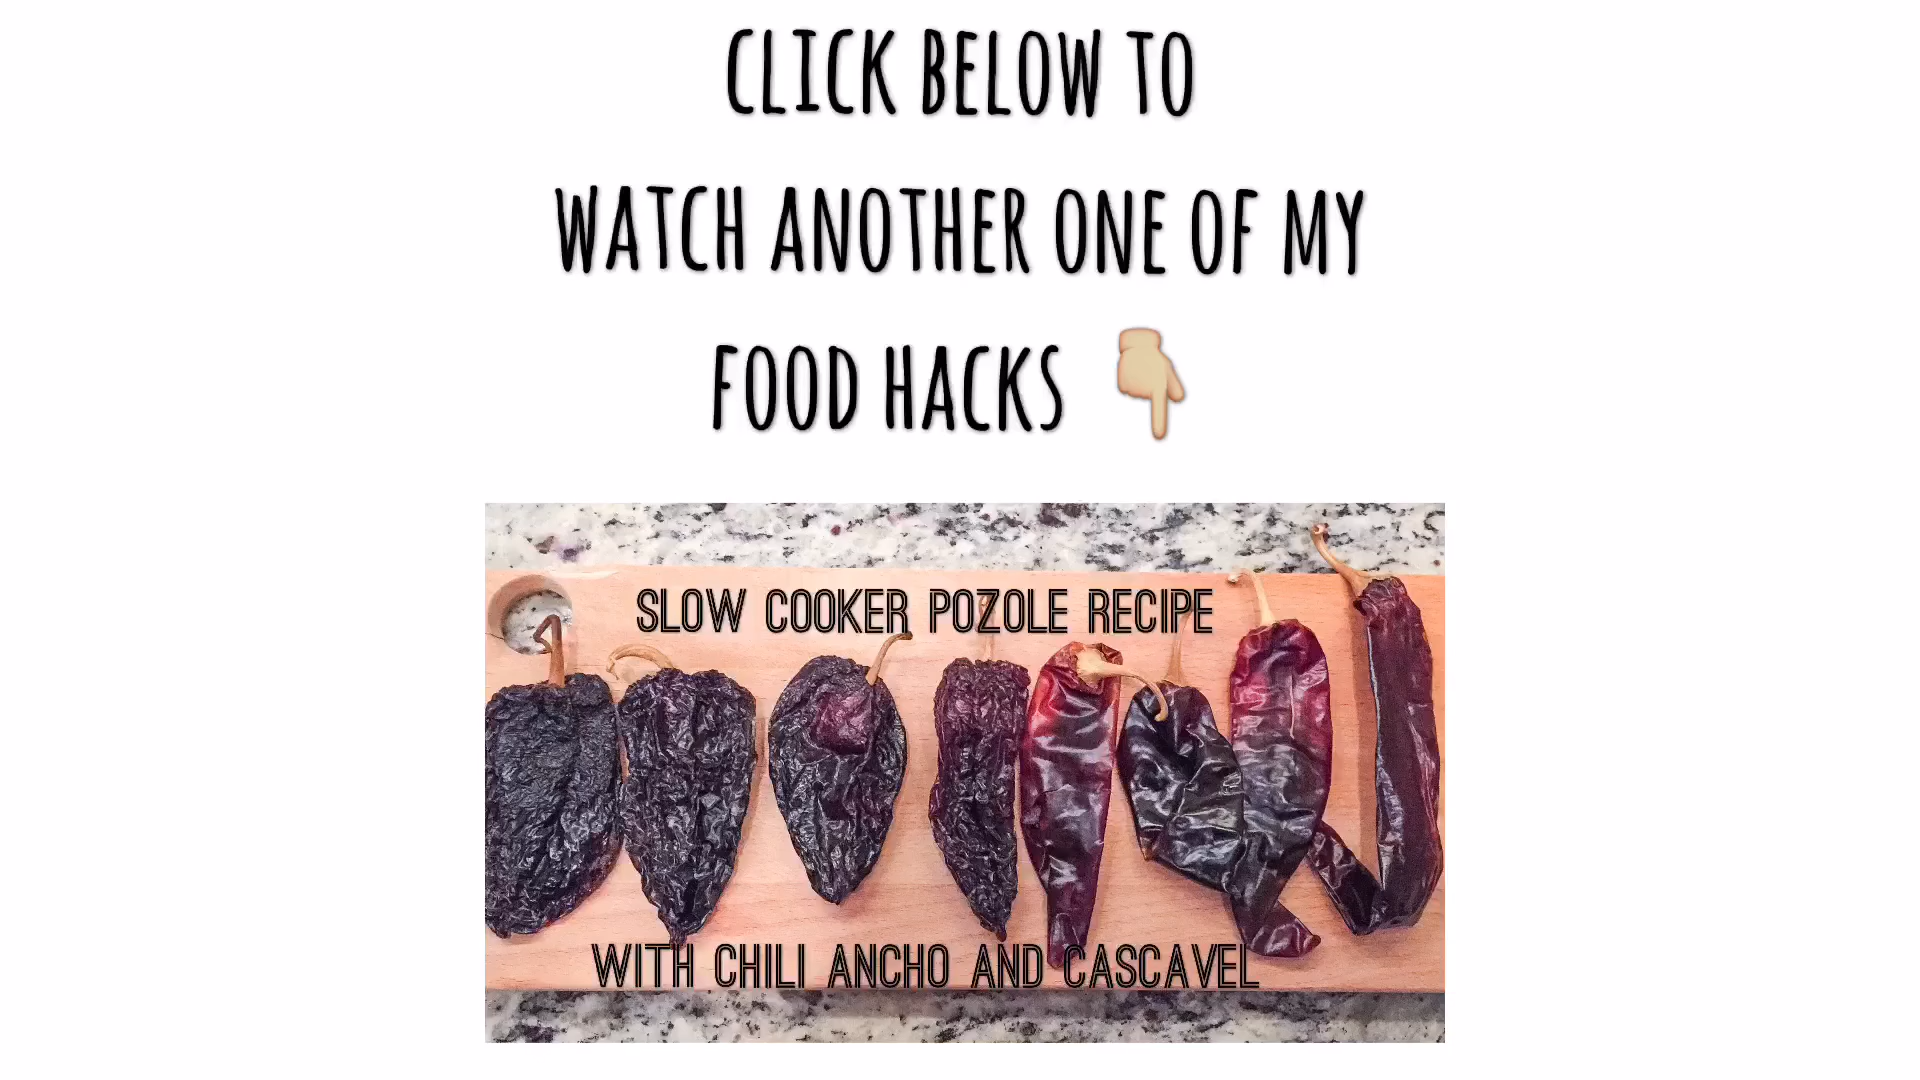 CLICK BELOW TO
WATCH ANOTHER ONE OF MY
FOOD HACKS 👇🏼
SLOW COOKER POZOLE RECIPE
WITH CHILI ANCHO AND CASCAVEL